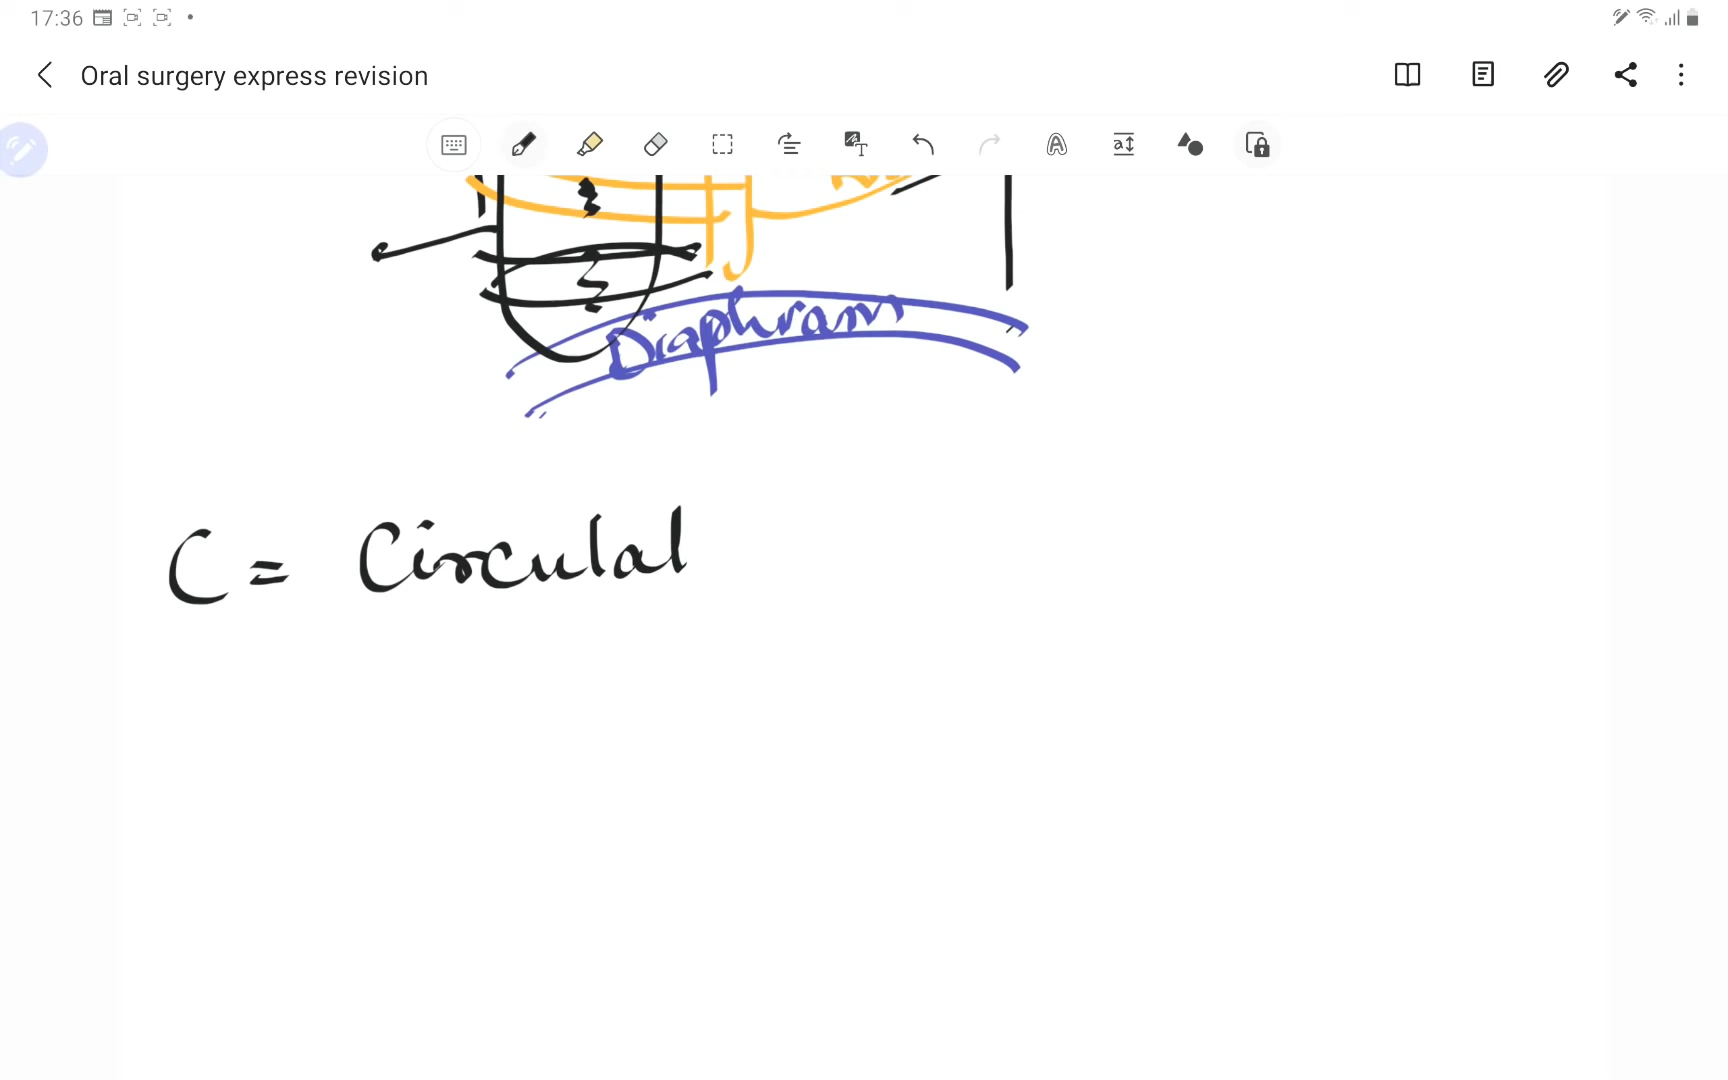 17:36
Oral surgery express revision
Diaphram
C = Circulal